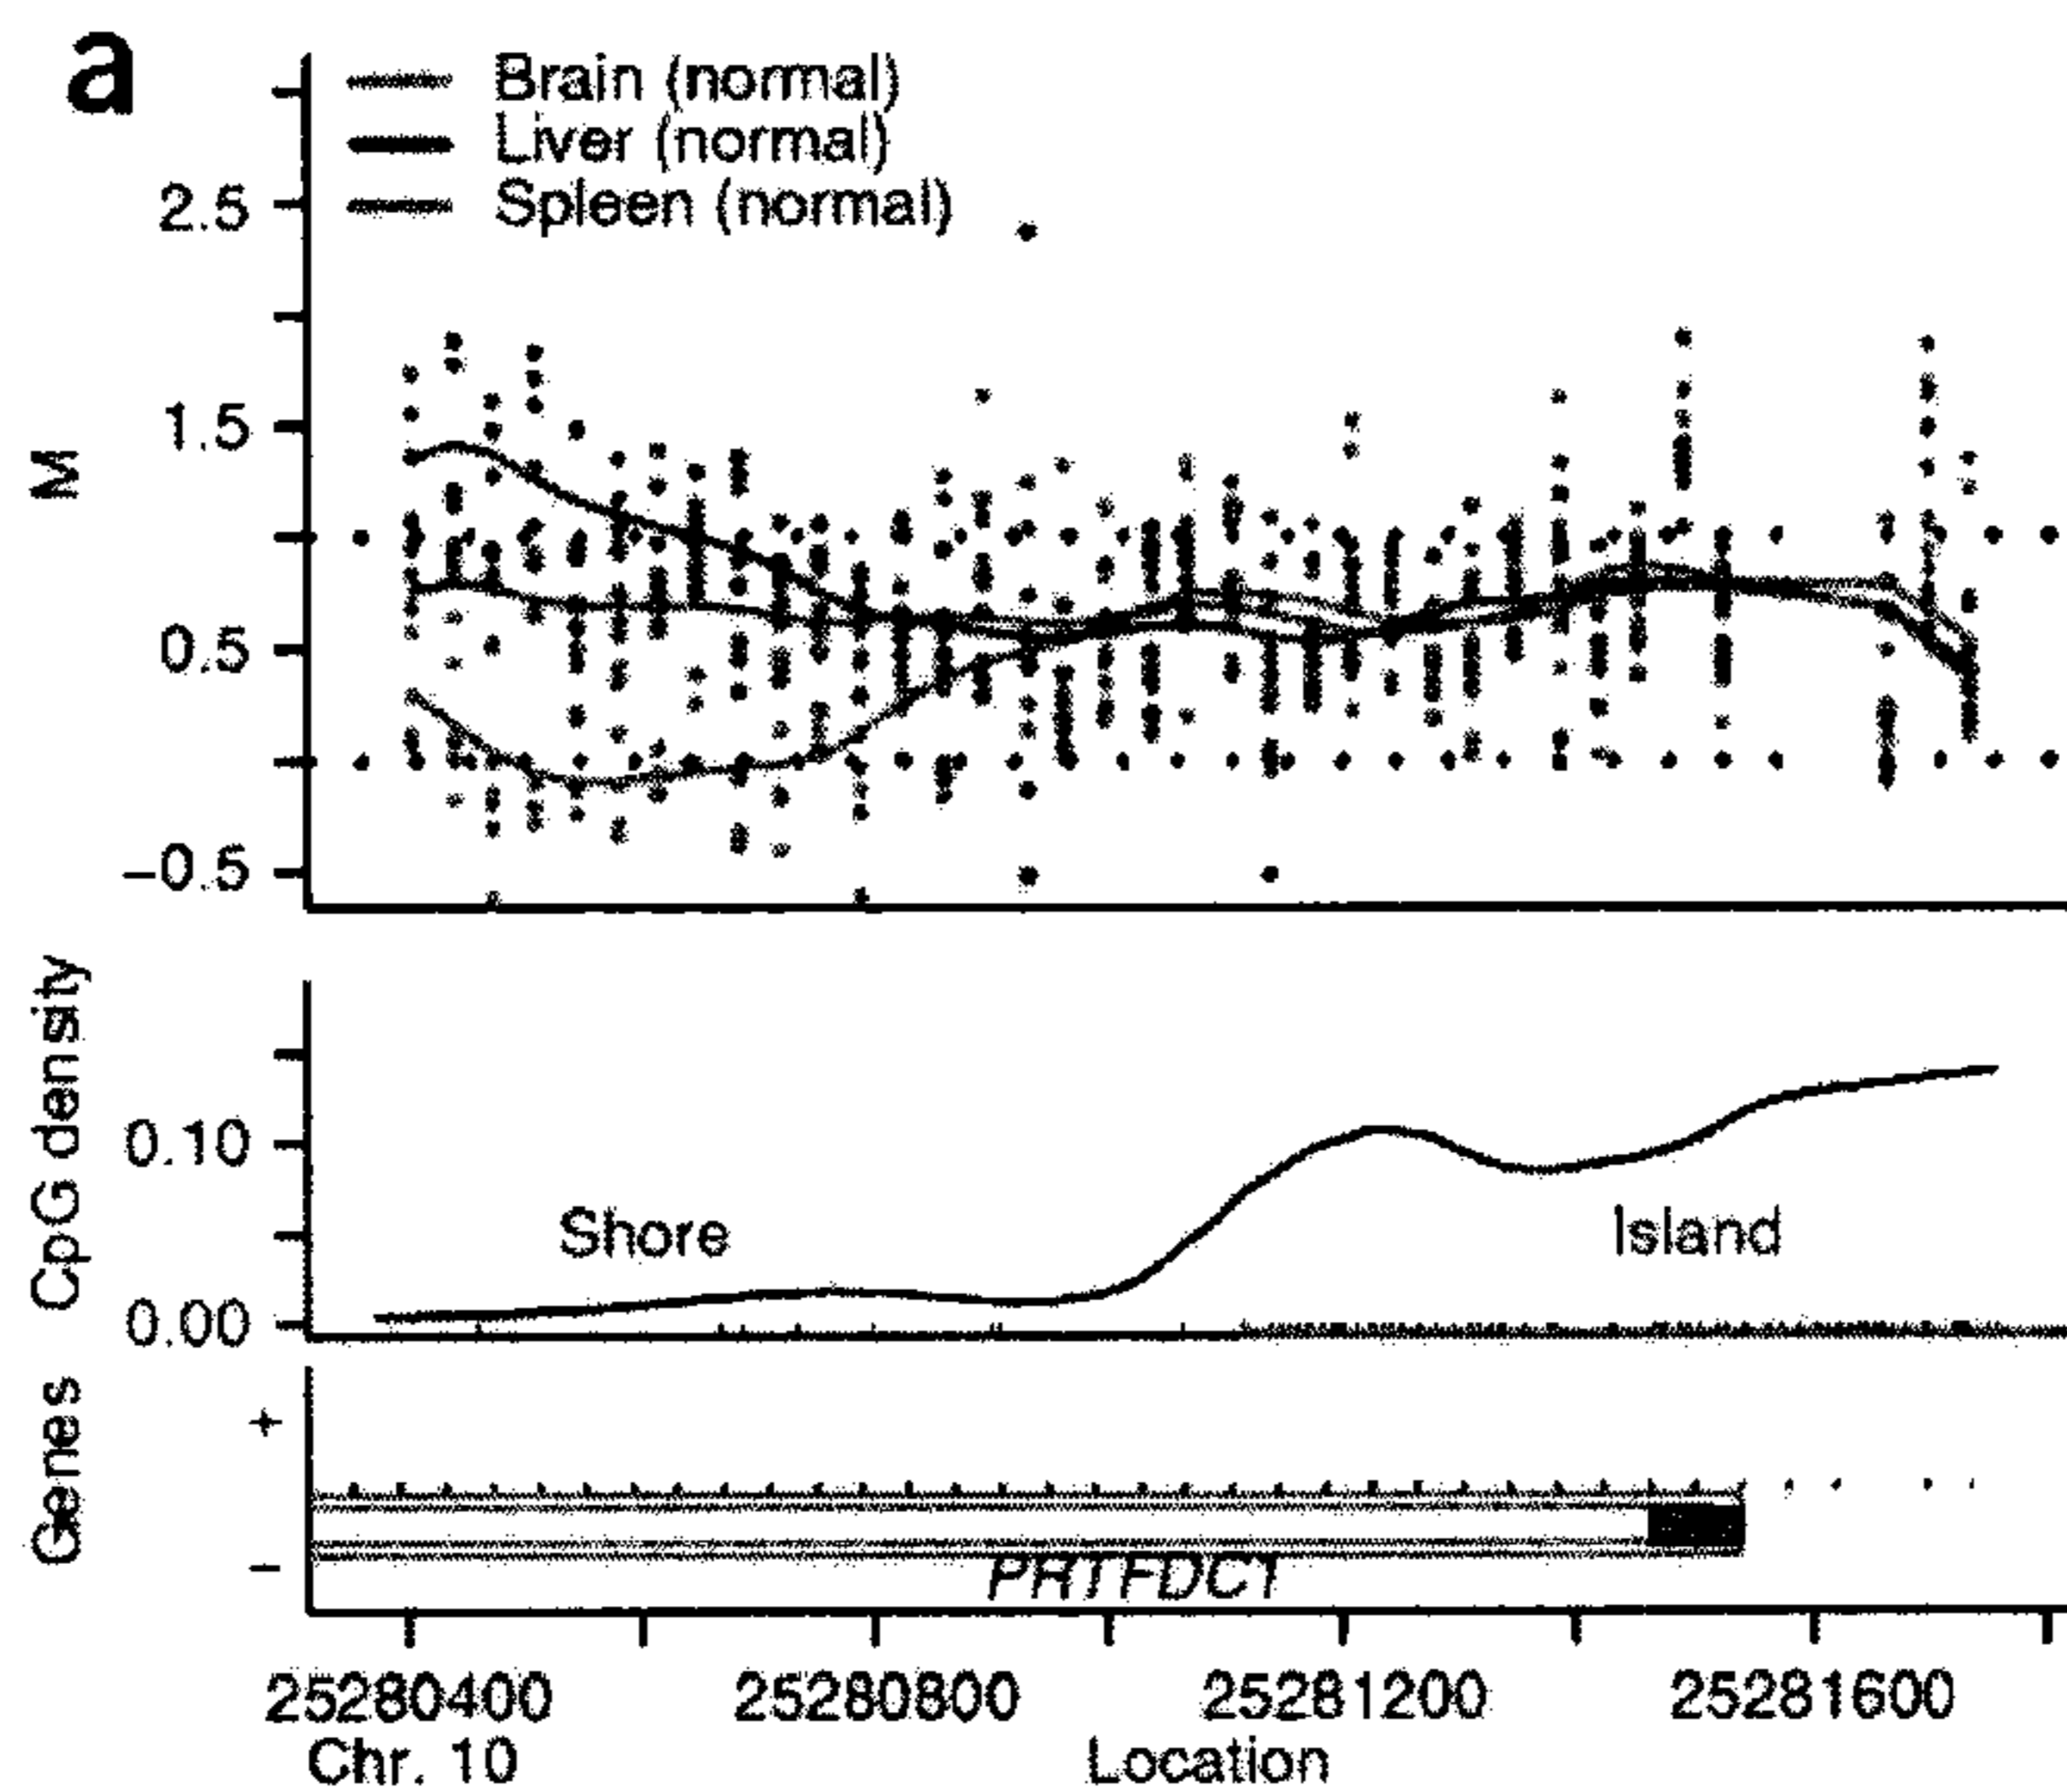 a
Brain (normal)
Liver (normal)
Spleen (normal)
2.5
1.5
0.5
−0.5
M
CpG density
0.10
0.00
Shore
Island
Genes
+
−
PRTFDC1
25280400 25280800 25281200 25281600
Chr. 10 Location